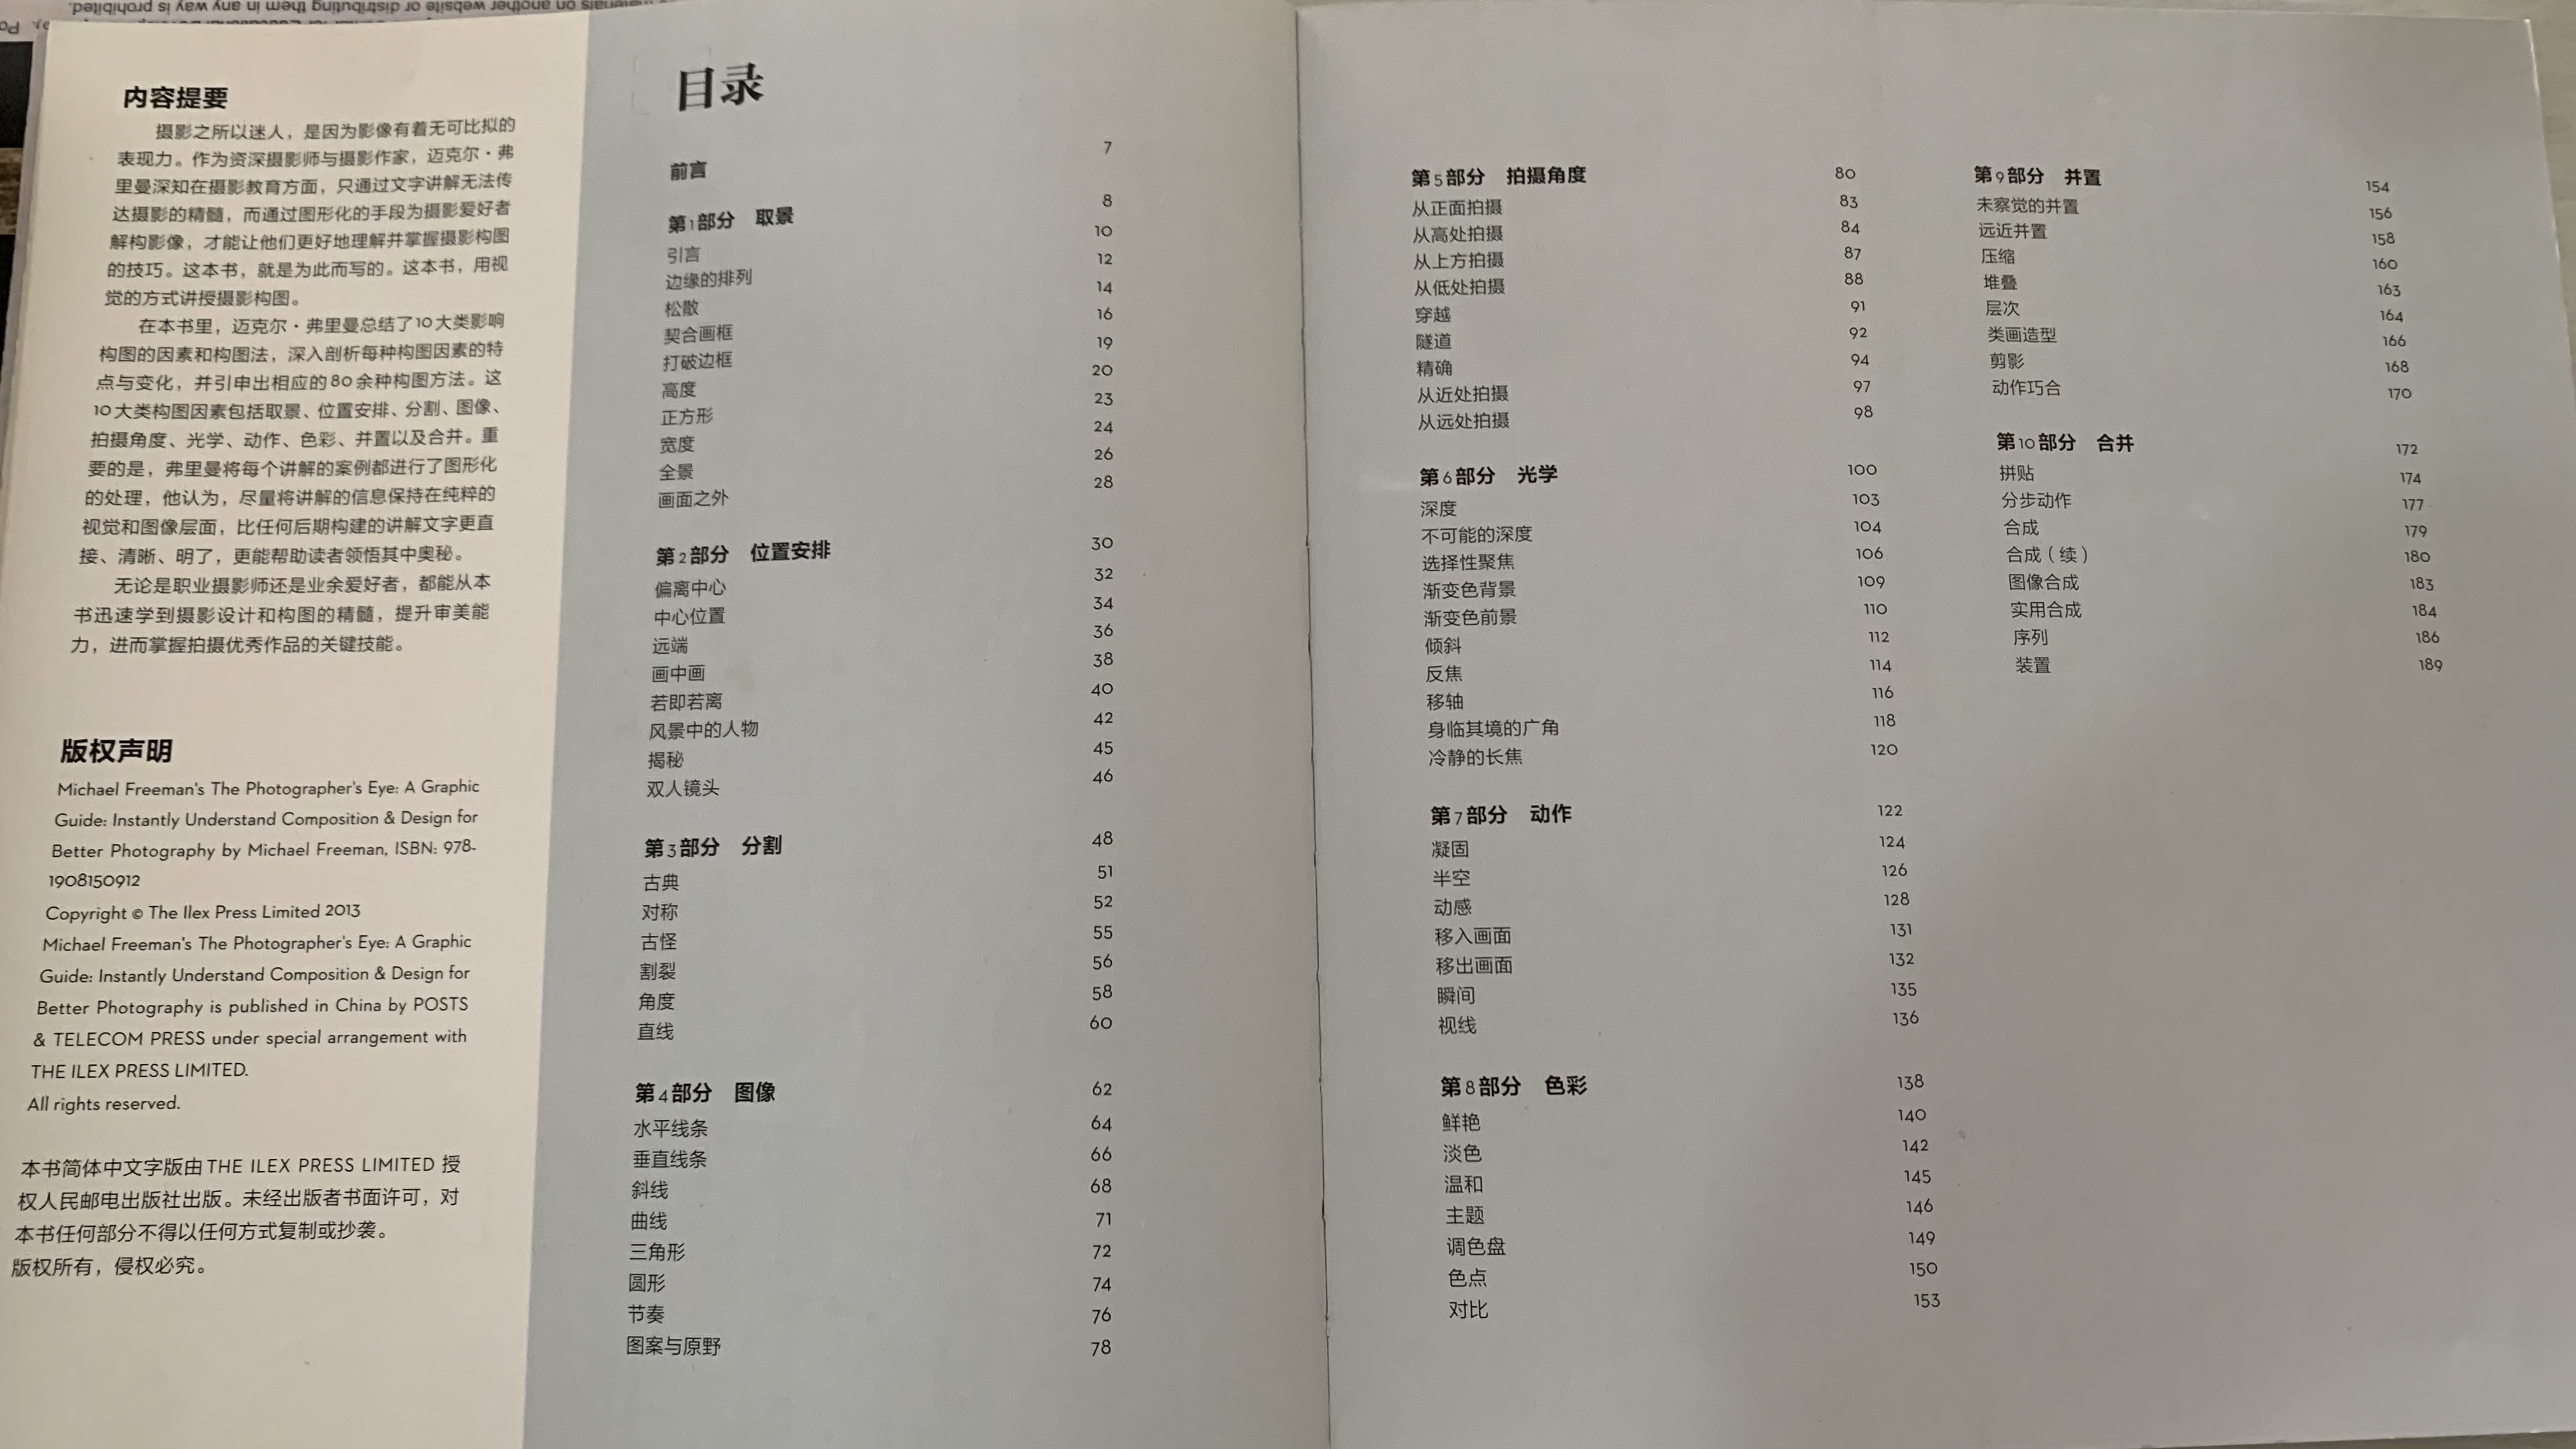 materials on another website or distributing them in any way is prohibited.
内容提要
摄影之所以迷人，是因为影像有着无可比拟的
表现力。作为资深摄影师与摄影作家，迈克尔·弗
里曼深知在摄影教育方面，只通过文字讲解无法传
达摄影的精髓，而通过图形化的手段为摄影爱好者
解构影像，才能让他们更好地理解并掌握摄影构图
的技巧。这本书，就是为此而写的。这本书，用视
觉的方式讲授摄影构图。
在本书里，迈克尔·弗里曼总结了10大类影响
构图的因素和构图法，深入剖析每种构图因素的特
点与变化，并引申出相应的80余种构图方法。这
10大类构图因素包括取景、位置安排、分割、图像、
拍摄角度、光学、动作、色彩、并置以及合并。重
要的是，弗里曼将每个讲解的案例都进行了图形化
的处理，他认为，尽量将讲解的信息保持在纯粹的
视觉和图像层面，比任何后期构建的讲解文字更直
接、清晰、明了，更能帮助读者领悟其中奥秘。
无论是职业摄影师还是业余爱好者，都能从本
书迅速学到摄影设计和构图的精髓，提升审美能
力，进而掌握拍摄优秀作品的关键技能。
版权声明
Michael Freeman's The Photographer's Eye: A Graphic
Guide: Instantly Understand Composition & Design for
Better Photography by Michael Freeman, ISBN: 978-
1908150912
Copyright © The Ilex Press Limited 2013
Michael Freeman's The Photographer's Eye: A Graphic
Guide: Instantly Understand Composition & Design for
Better Photography is published in China by POSTS
& TELECOM PRESS under special arrangement with
THE ILEX PRESS LIMITED.
All rights reserved.
本书简体中文字版由THE ILEX PRESS LIMITED 授
权人民邮电出版社出版。未经出版者书面许可，对
本书任何部分不得以任何方式复制或抄袭。
版权所有，侵权必究。
目录
前言 7
第1部分 取景 8
引言 10
边缘的排列 12
松散 14
契合画框 16
打破边框 19
高度 20
正方形 23
宽度 24
全景 26
画面之外 28
第2部分 位置安排 30
偏离中心 32
中心位置 34
远端 36
画中画 38
若即若离 40
风景中的人物 42
揭秘 45
双人镜头 46
第3部分 分割 48
古典 51
对称 52
古怪 55
割裂 56
角度 58
直线 60
第4部分 图像 62
水平线条 64
垂直线条 66
斜线 68
曲线 71
三角形 72
圆形 74
节奏 76
图案与原野 78
第5部分 拍摄角度 80
从正面拍摄 83
从高处拍摄 84
从上方拍摄 87
从低处拍摄 88
穿越 91
隧道 92
精确 94
从近处拍摄 97
从远处拍摄 98
第6部分 光学 100
深度 103
不可能的深度 104
选择性聚焦 106
渐变色背景 109
渐变色前景 110
倾斜 112
反焦 114
移轴 116
身临其境的广角 118
冷静的长焦 120
第7部分 动作 122
凝固 124
半空 126
动感 128
移入画面 131
移出画面 132
瞬间 135
视线 136
第8部分 色彩 138
鲜艳 140
淡色 142
温和 145
主题 146
调色盘 149
色点 150
对比 153
第9部分 并置 154
未察觉的并置 156
远近并置 158
压缩 160
堆叠 163
层次 164
类画造型 166
剪影 168
动作巧合 170
第10部分 合并 172
拼贴 174
分步动作 177
合成 179
合成（续） 180
图像合成 183
实用合成 184
序列 186
装置 189